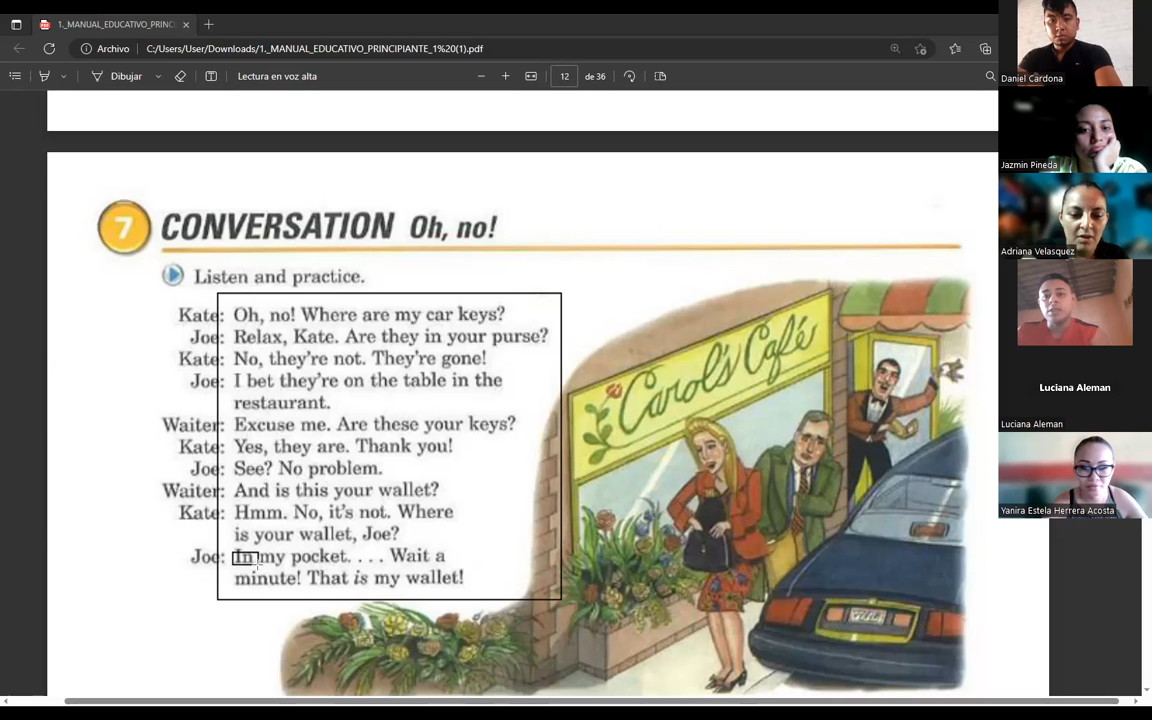 1._MANUAL_EDUCATIVO_PRINCI
Archivo C:/Users/User/Downloads/1._MANUAL_EDUCATIVO_PRINCIPIANTE_1%20(1).pdf
Dibujar Lectura en voz alta 12 de 36
7 CONVERSATION Oh, no!
Listen and practice.
Kate: Oh, no! Where are my car keys?
Joe: Relax, Kate. Are they in your purse?
Kate: No, they're not. They're gone!
Joe: I bet they're on the table in the
restaurant.
Waiter: Excuse me. Are these your keys?
Kate: Yes, they are. Thank you!
Joe: See? No problem.
Waiter: And is this your wallet?
Kate: Hmm. No, it's not. Where
is your wallet, Joe?
Joe: In my pocket. . . . Wait a
minute! That is my wallet!
Carol's Café
Daniel Cardona
Jazmin Pineda
Adriana Velasquez
Luciana Aleman
Luciana Aleman
Yanira Estela Herrera Acosta